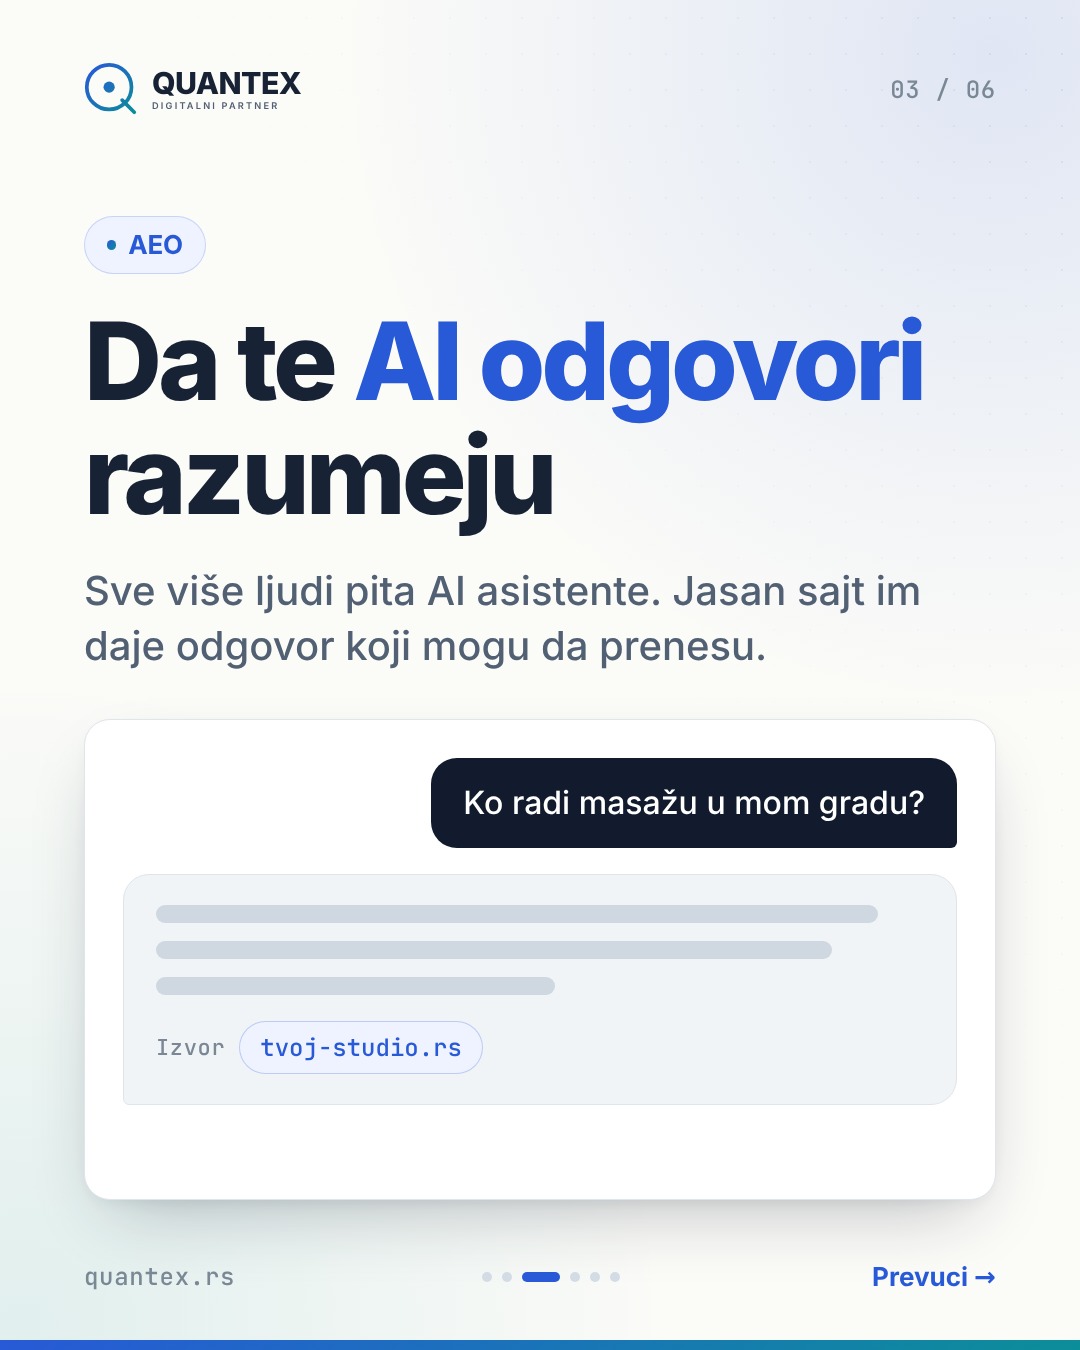 QUANTEX
DIGITALNI PARTNER
03 / 06
AEO
Da te AI odgovori
razumeju
Sve više ljudi pita AI asistente. Jasan sajt im
daje odgovor koji mogu da prenesu.
Ko radi masažu u mom gradu?
Izvor tvoj-studio.rs
quantex.rs
Prevuci →